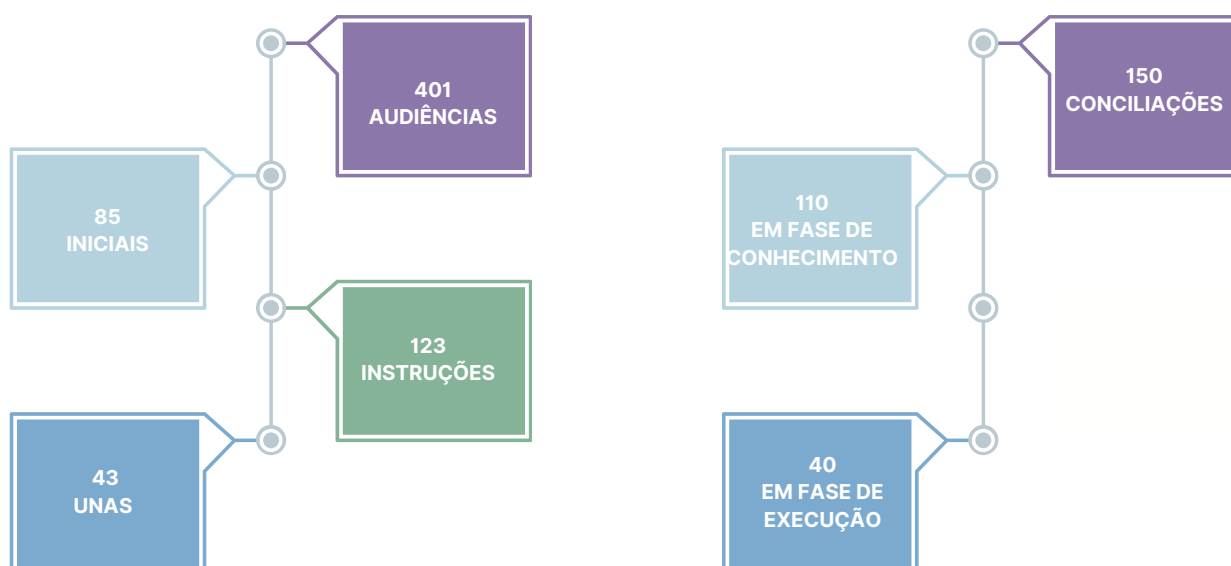 401
AUDIÊNCIAS
85
INICIAIS
123
INSTRUÇÕES
43
UNAS
150
CONCILIAÇÕES
110
EM FASE DE
CONHECIMENTO
40
EM FASE DE
EXECUÇÃO